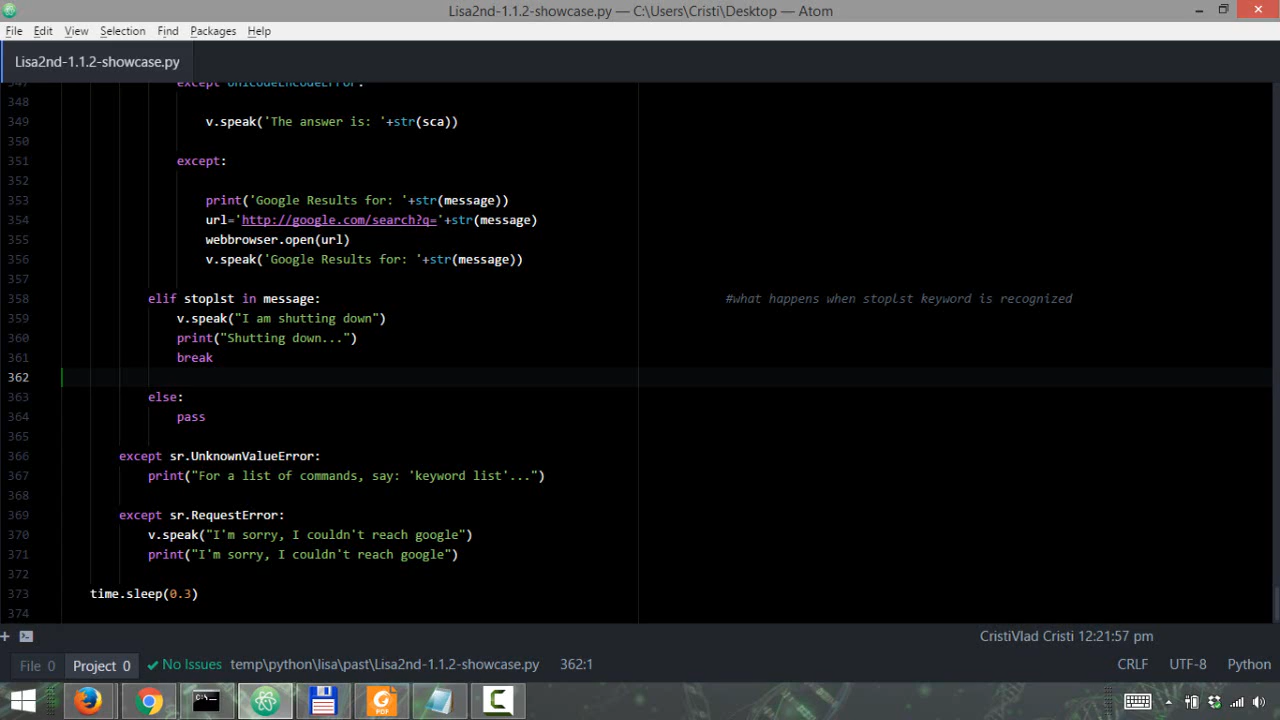 Lisa2nd-1.1.2-showcase.py — C:\Users\Cristi\Desktop — Atom
File Edit View Selection Find Packages Help
Lisa2nd-1.1.2-showcase.py
347 except UnicodeEncodeError:
348
349 v.speak('The answer is: '+str(sca))
350
351 except:
352
353 print('Google Results for: '+str(message))
354 url='http://google.com/search?q='+str(message)
355 webbrowser.open(url)
356 v.speak('Google Results for: '+str(message))
357
358 elif stoplst in message: #what happens when stoplst keyword is recognized
359 v.speak("I am shutting down")
360 print("Shutting down...")
361 break
362
363 else:
364 pass
365
366 except sr.UnknownValueError:
367 print("For a list of commands, say: 'keyword list'...")
368
369 except sr.RequestError:
370 v.speak("I'm sorry, I couldn't reach google")
371 print("I'm sorry, I couldn't reach google")
372
373 time.sleep(0.3)
374
CristiVlad Cristi 12:21:57 pm
File 0 Project 0 No Issues temp\python\lisa\past\Lisa2nd-1.1.2-showcase.py 362:1 CRLF UTF-8 Python
PDF